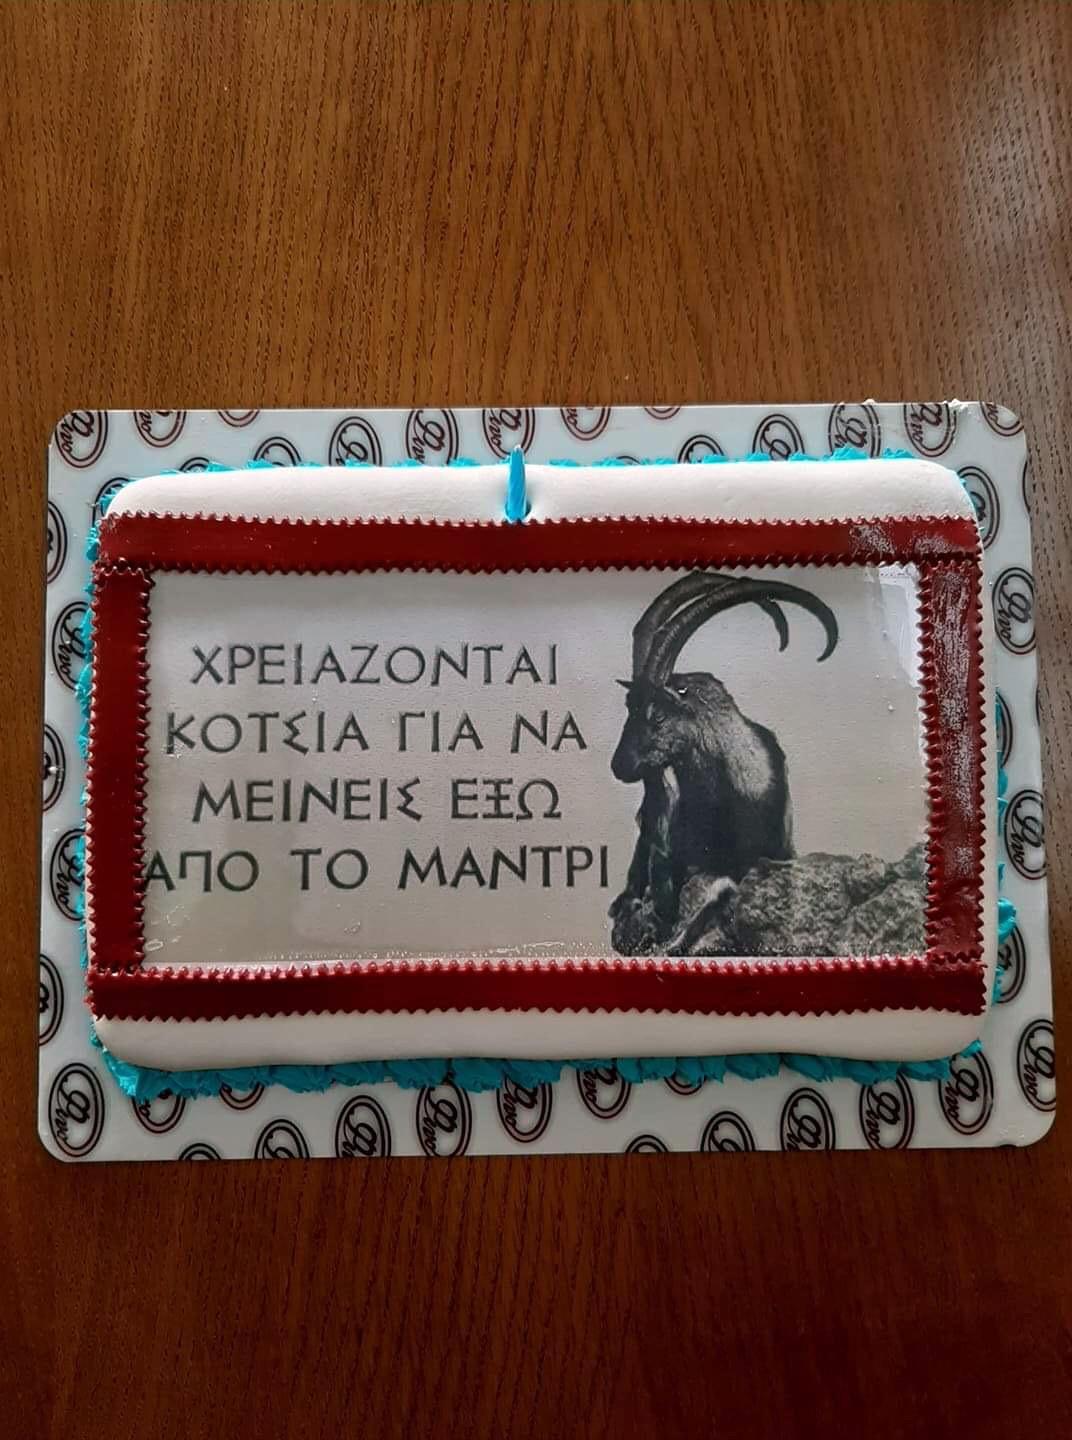 ΧΡΕΙΑΖΟΝΤΑΙ
ΚΟΤΣΙΑ ΓΙΑ ΝΑ
ΜΕΙΝΕΙΣ ΕΞΩ
ΑΠΟ ΤΟ ΜΑΝΤΡΙ